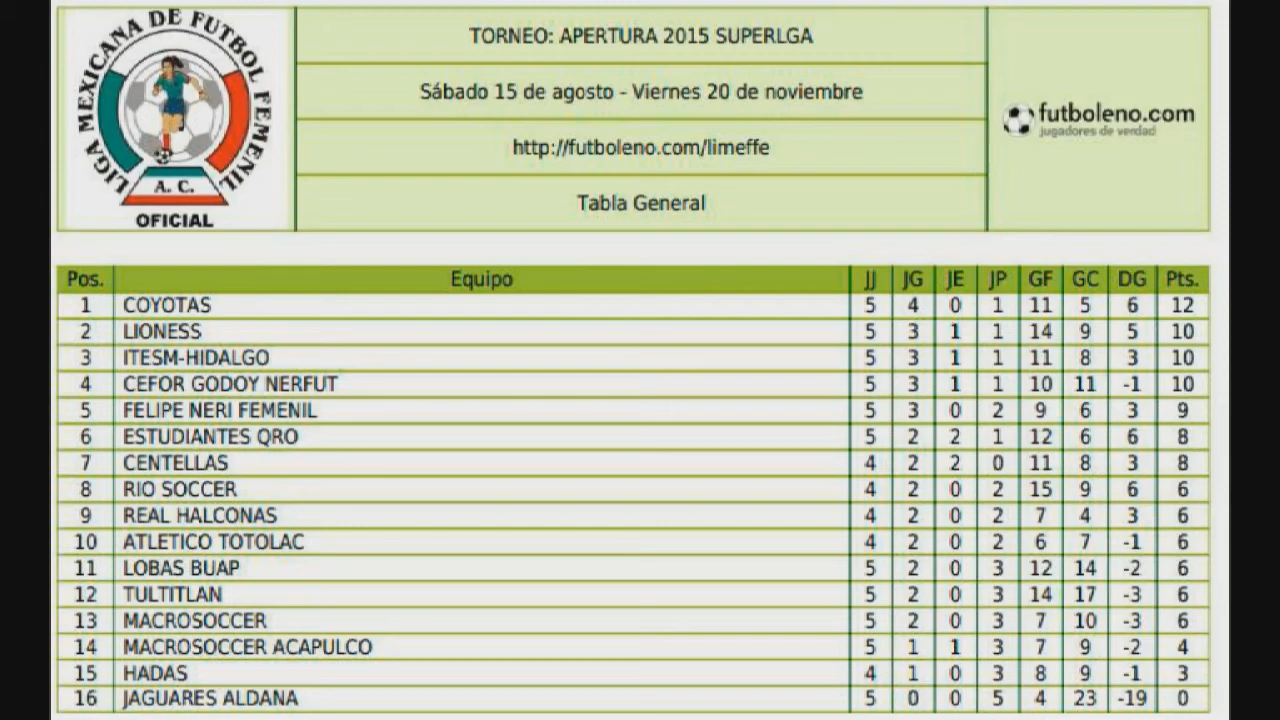 LIGA MEXICANA DE FUTBOL FEMENIL
A. C.
OFICIAL
TORNEO: APERTURA 2015 SUPERLGA
Sábado 15 de agosto - Viernes 20 de noviembre
http://futboleno.com/limeffe
Tabla General
futboleno.com
jugadores de verdad
Pos. Equipo JJ JG JE JP GF GC DG Pts.
1 COYOTAS 5 4 0 1 11 5 6 12
2 LIONESS 5 3 1 1 14 9 5 10
3 ITESM-HIDALGO 5 3 1 1 11 8 3 10
4 CEFOR GODOY NERFUT 5 3 1 1 10 11 -1 10
5 FELIPE NERI FEMENIL 5 3 0 2 9 6 3 9
6 ESTUDIANTES QRO 5 2 2 1 12 6 6 8
7 CENTELLAS 4 2 2 0 11 8 3 8
8 RIO SOCCER 4 2 0 2 15 9 6 6
9 REAL HALCONAS 4 2 0 2 7 4 3 6
10 ATLETICO TOTOLAC 4 2 0 2 6 7 -1 6
11 LOBAS BUAP 5 2 0 3 12 14 -2 6
12 TULTITLAN 5 2 0 3 14 17 -3 6
13 MACROSOCCER 5 2 0 3 7 10 -3 6
14 MACROSOCCER ACAPULCO 5 1 1 3 7 9 -2 4
15 HADAS 4 1 0 3 8 9 -1 3
16 JAGUARES ALDANA 5 0 0 5 4 23 -19 0